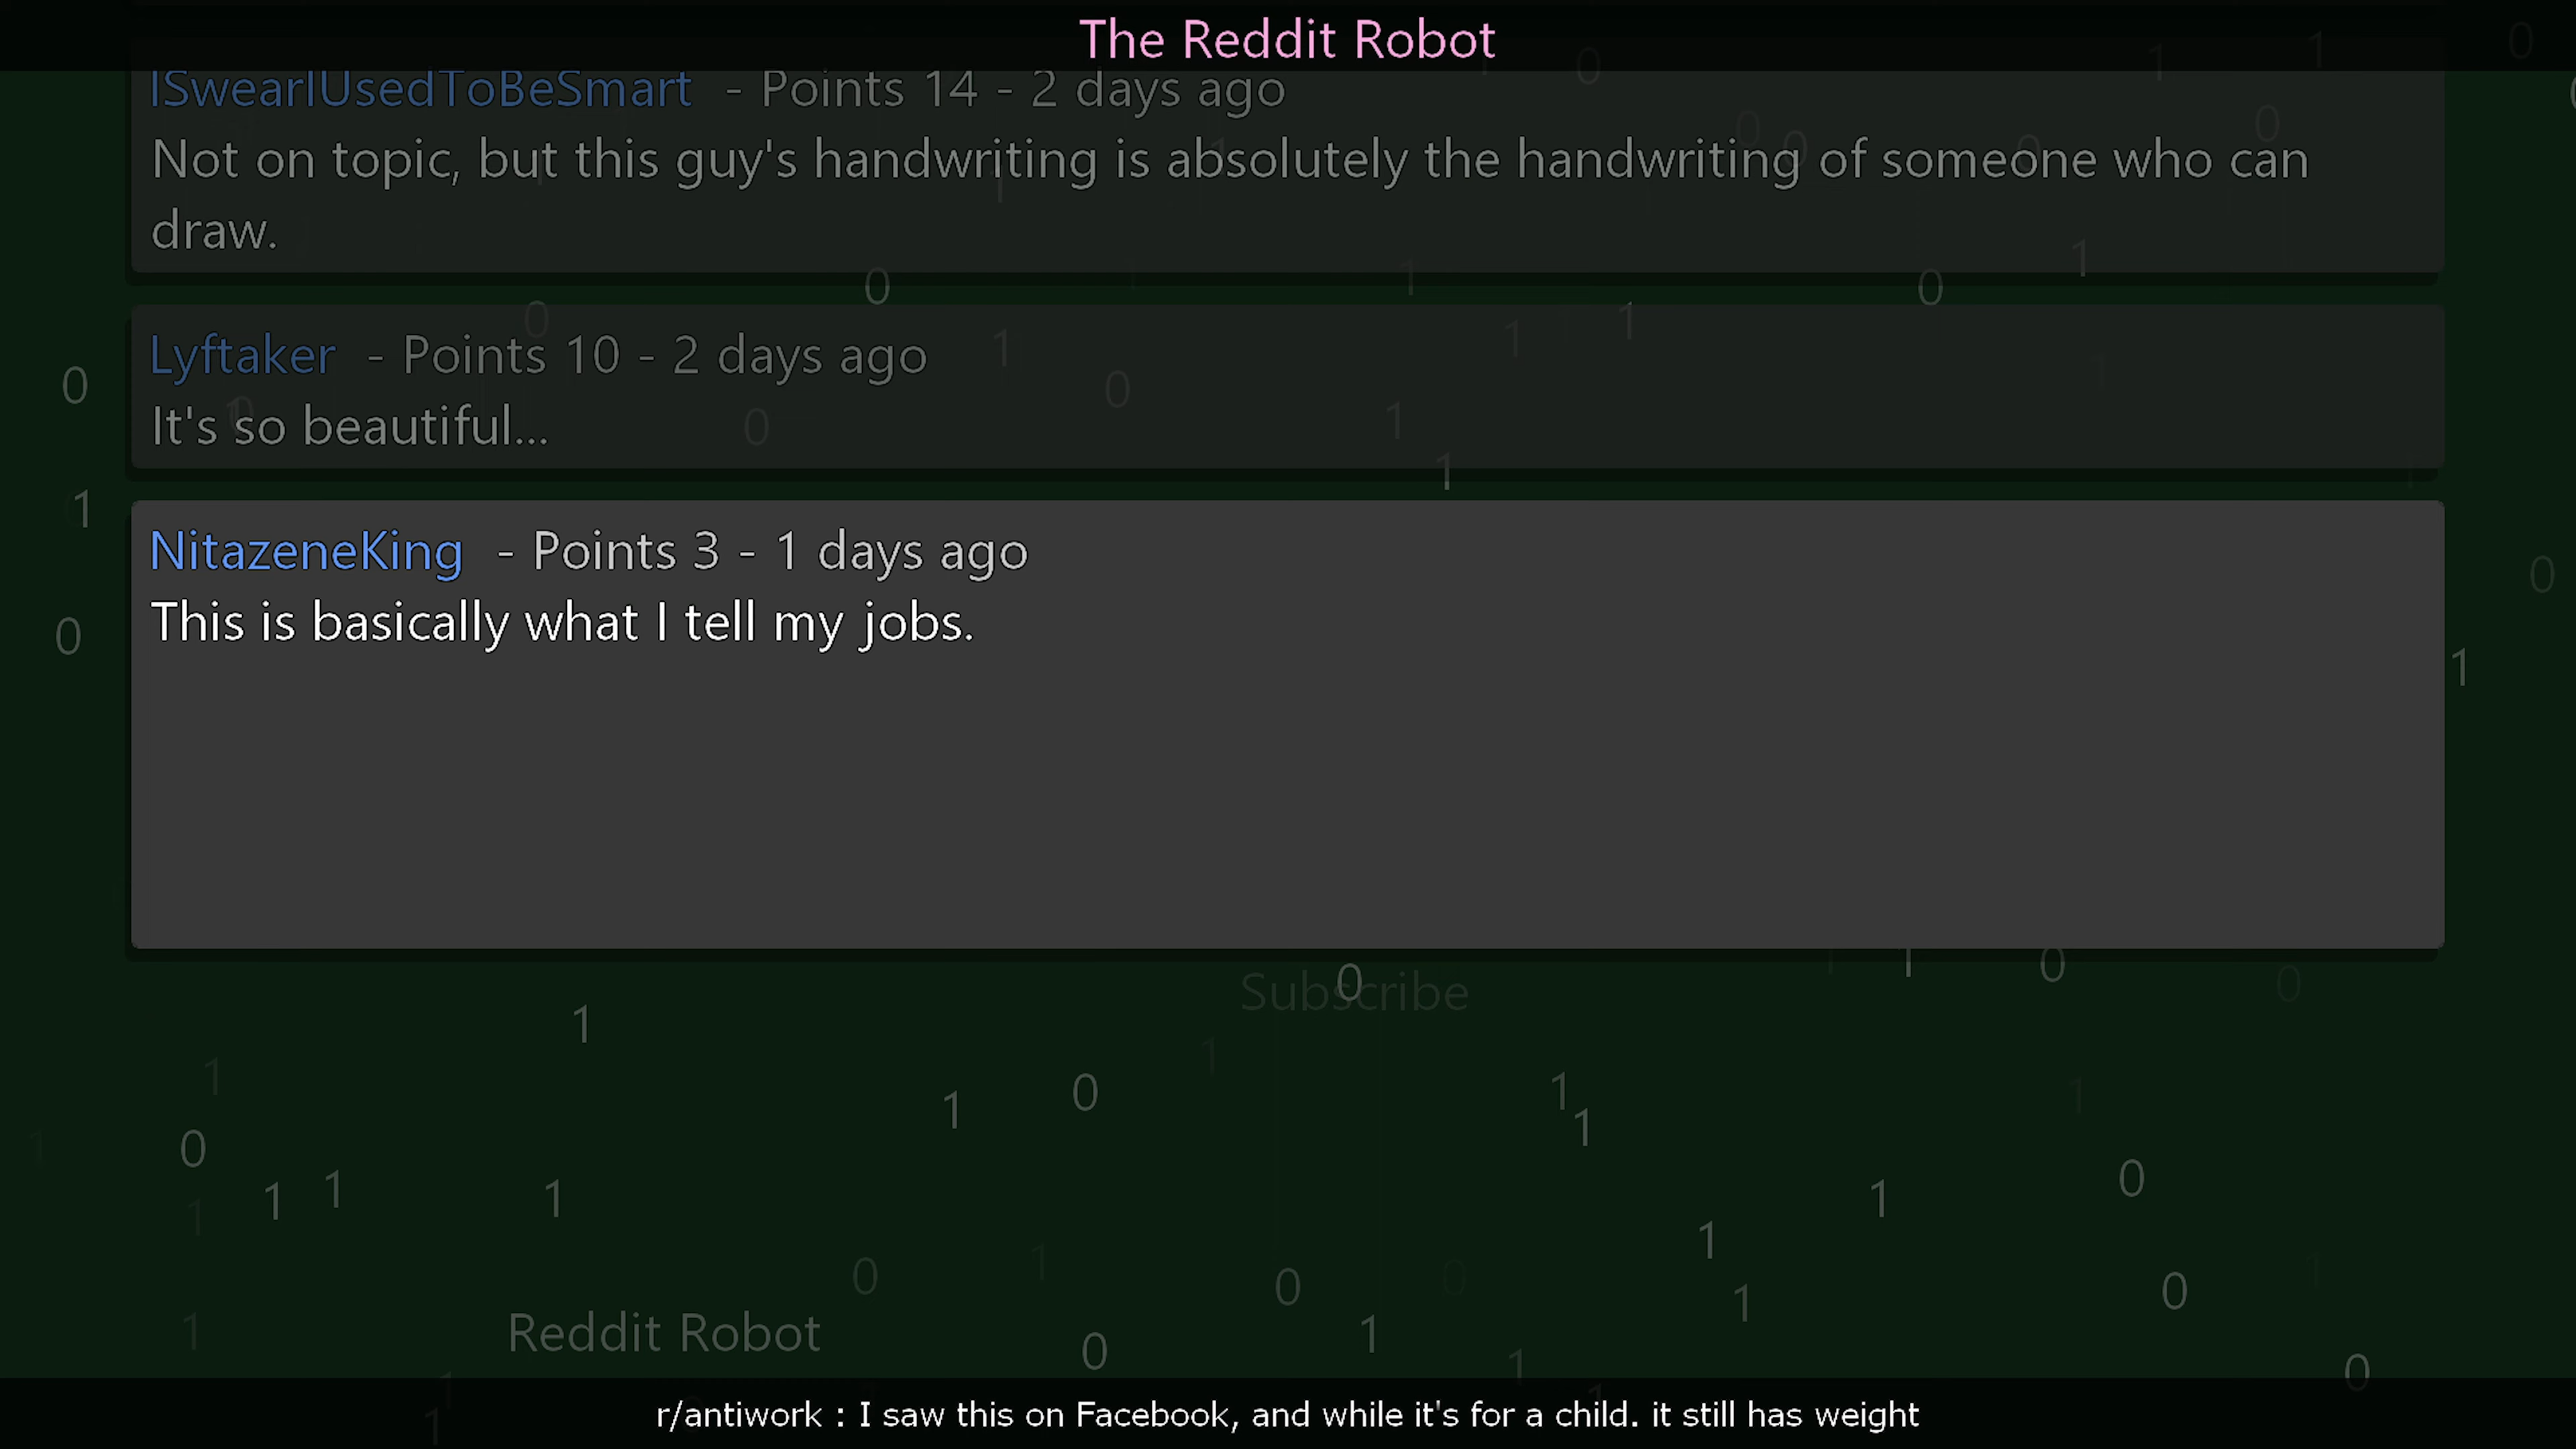 The Reddit Robot
ISwearIUsedToBeSmart - Points 14 - 2 days ago
Not on topic, but this guy's handwriting is absolutely the handwriting of someone who can
draw.
Lyftaker - Points 10 - 2 days ago
It's so beautiful...
NitazeneKing - Points 3 - 1 days ago
This is basically what I tell my jobs.
Subscribe
Reddit Robot
r/antiwork : I saw this on Facebook, and while it's for a child. it still has weight